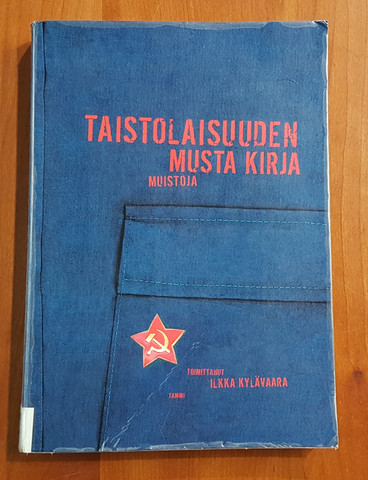 TAISTOLAISUUDEN
MUSTA KIRJA
MUISTOJA
TOIMITTANUT
ILKKA KYLÄVAARA
TAMMI